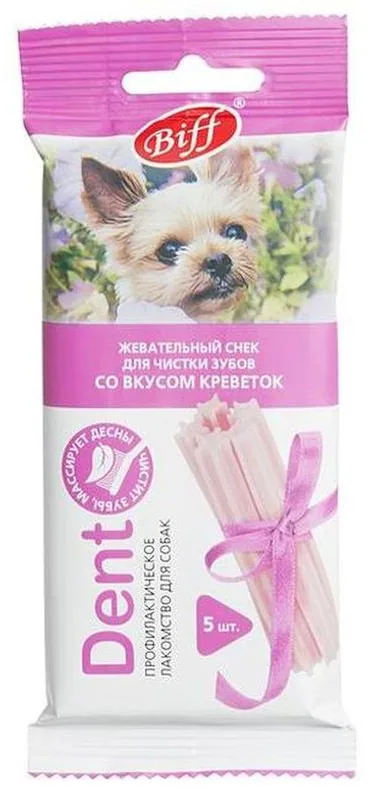 Biff®
ЖЕВАТЕЛЬНЫЙ СНЕК
ДЛЯ ЧИСТКИ ЗУБОВ
СО ВКУСОМ КРЕВЕТОК
МАССИРУЕТ ДЕСНЫ
ЧИСТИТ ЗУБЫ,
Dent
ПРОФИЛАКТИЧЕСКОЕ
ЛАКОМСТВО ДЛЯ СОБАК
5 шт.